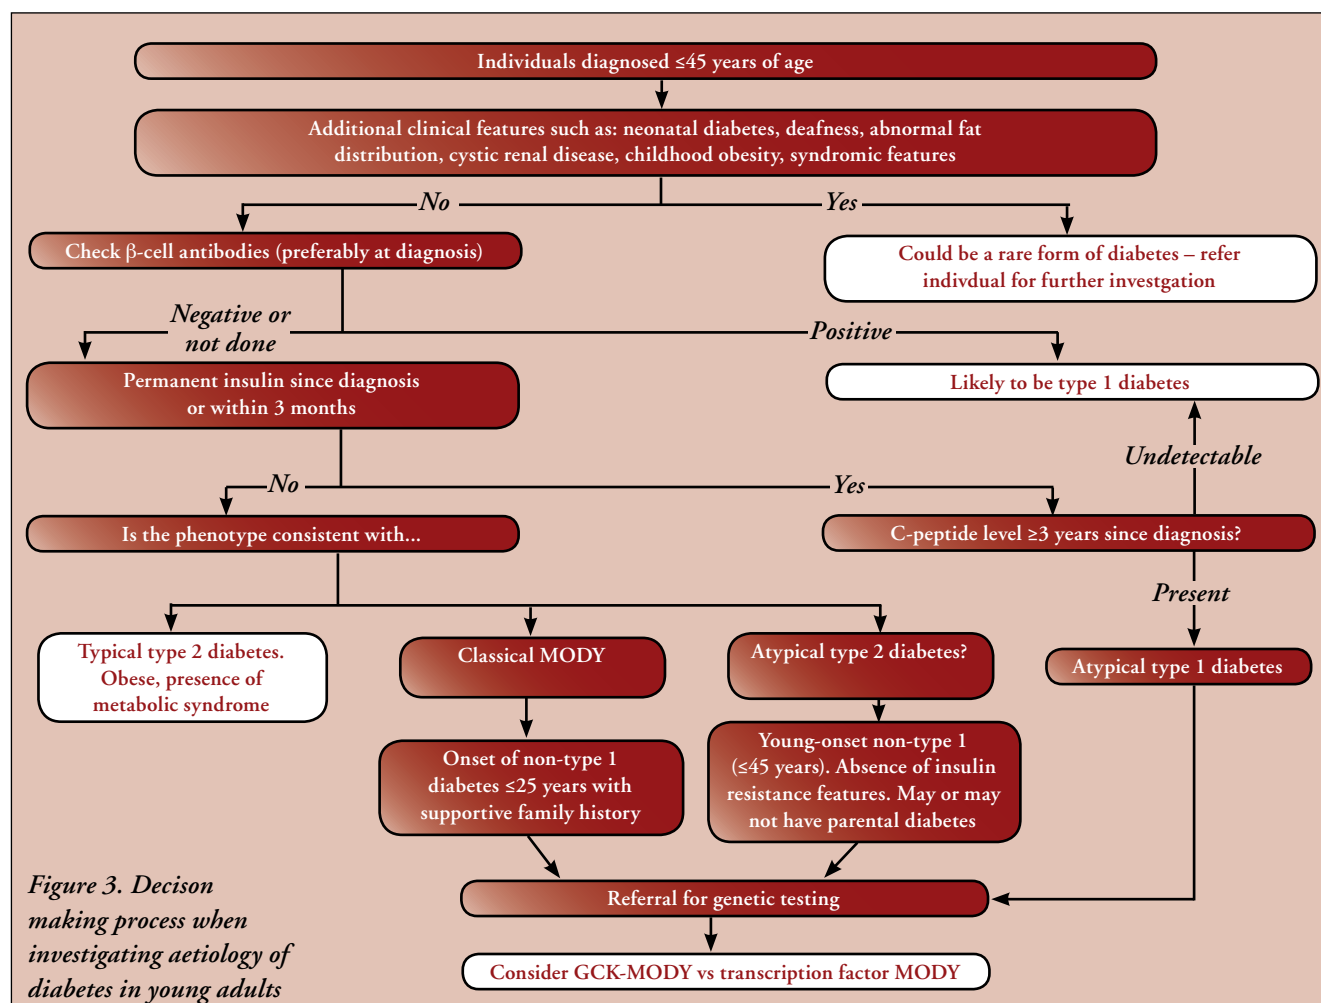 Individuals diagnosed ≤45 years of age
Additional clinical features such as: neonatal diabetes, deafness, abnormal fat
distribution, cystic renal disease, childhood obesity, syndromic features
No
Yes
Check β-cell antibodies (preferably at diagnosis)
Could be a rare form of diabetes – refer
indivdual for further investgation
Negative or
not done
Positive
Permanent insulin since diagnosis
or within 3 months
Likely to be type 1 diabetes
Undetectable
No
Yes
Is the phenotype consistent with...
C-peptide level ≥3 years since diagnosis?
Present
Typical type 2 diabetes.
Obese, presence of
metabolic syndrome
Classical MODY
Atypical type 2 diabetes?
Atypical type 1 diabetes
Onset of non-type 1
diabetes ≤25 years with
supportive family history
Young-onset non-type 1
(≤45 years). Absence of insulin
resistance features. May or may
not have parental diabetes
Referral for genetic testing
Consider GCK-MODY vs transcription factor MODY
Figure 3. Decison
making process when
investigating aetiology of
diabetes in young adults